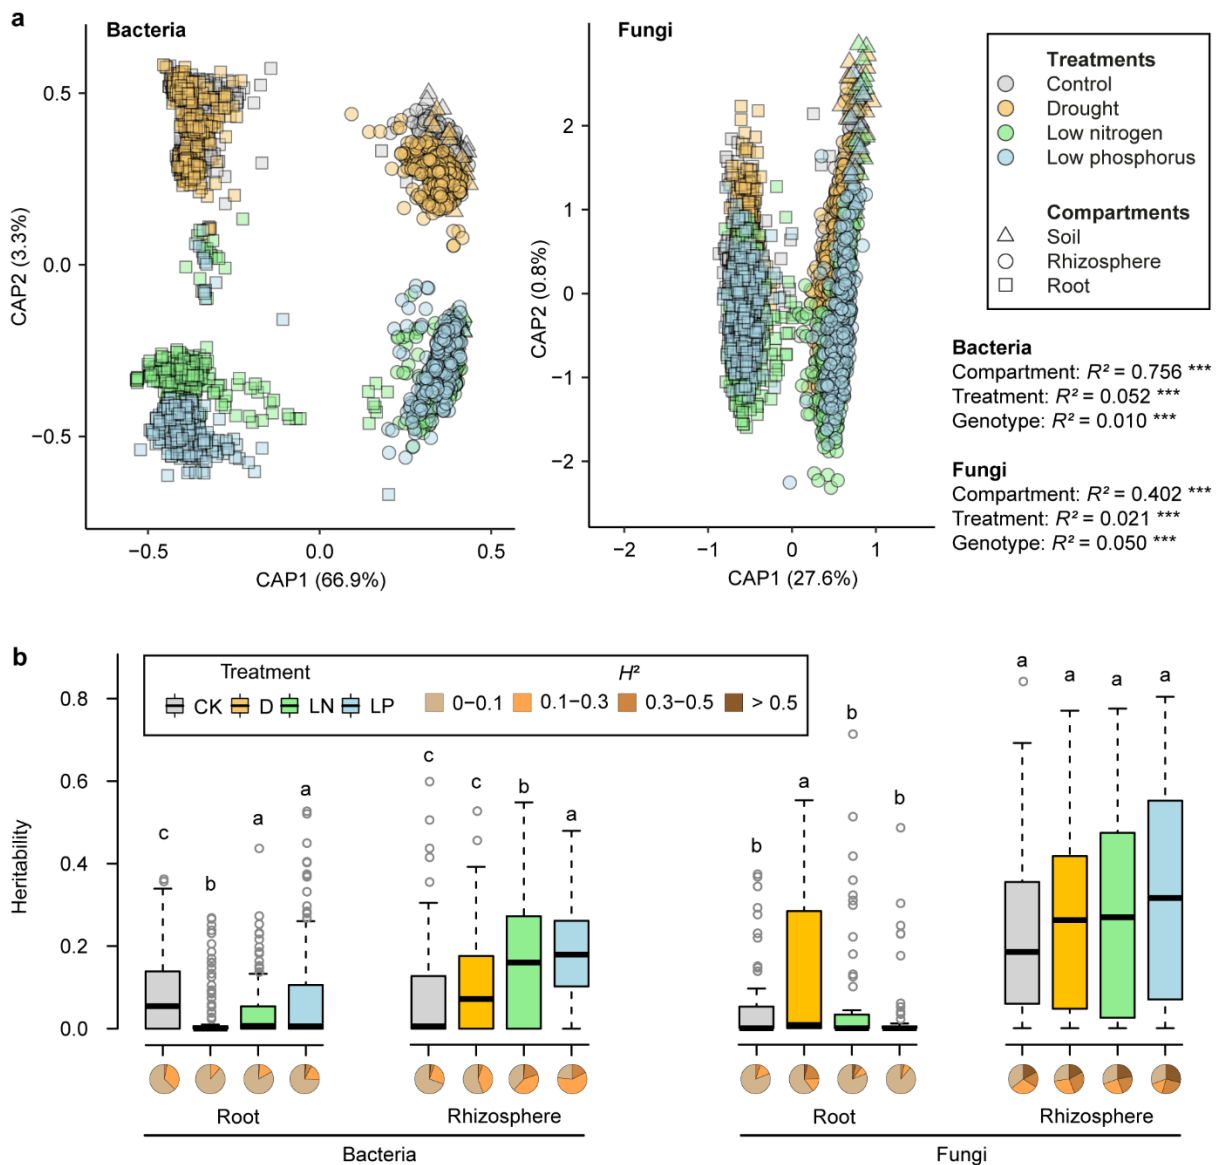 a
Bacteria
Fungi
0.5
0.0
−0.5
CAP2 (3.3%)
−0.5
0.0
0.5
CAP1 (66.9%)
2
1
0
−1
−2
CAP2 (0.8%)
−2
−1
0
1
CAP1 (27.6%)
Treatments
Control
Drought
Low nitrogen
Low phosphorus
Compartments
Soil
Rhizosphere
Root
Bacteria
Compartment: R² = 0.756 ***
Treatment: R² = 0.052 ***
Genotype: R² = 0.010 ***
Fungi
Compartment: R² = 0.402 ***
Treatment: R² = 0.021 ***
Genotype: R² = 0.050 ***
b
Treatment
CK D LN LP
H²
0−0.1 0.1−0.3 0.3−0.5 > 0.5
0.8
0.6
0.4
0.2
0.0
Heritability
c b a a
c c b a
b a b b
a a a a
Root Rhizosphere Root Rhizosphere
Bacteria Fungi